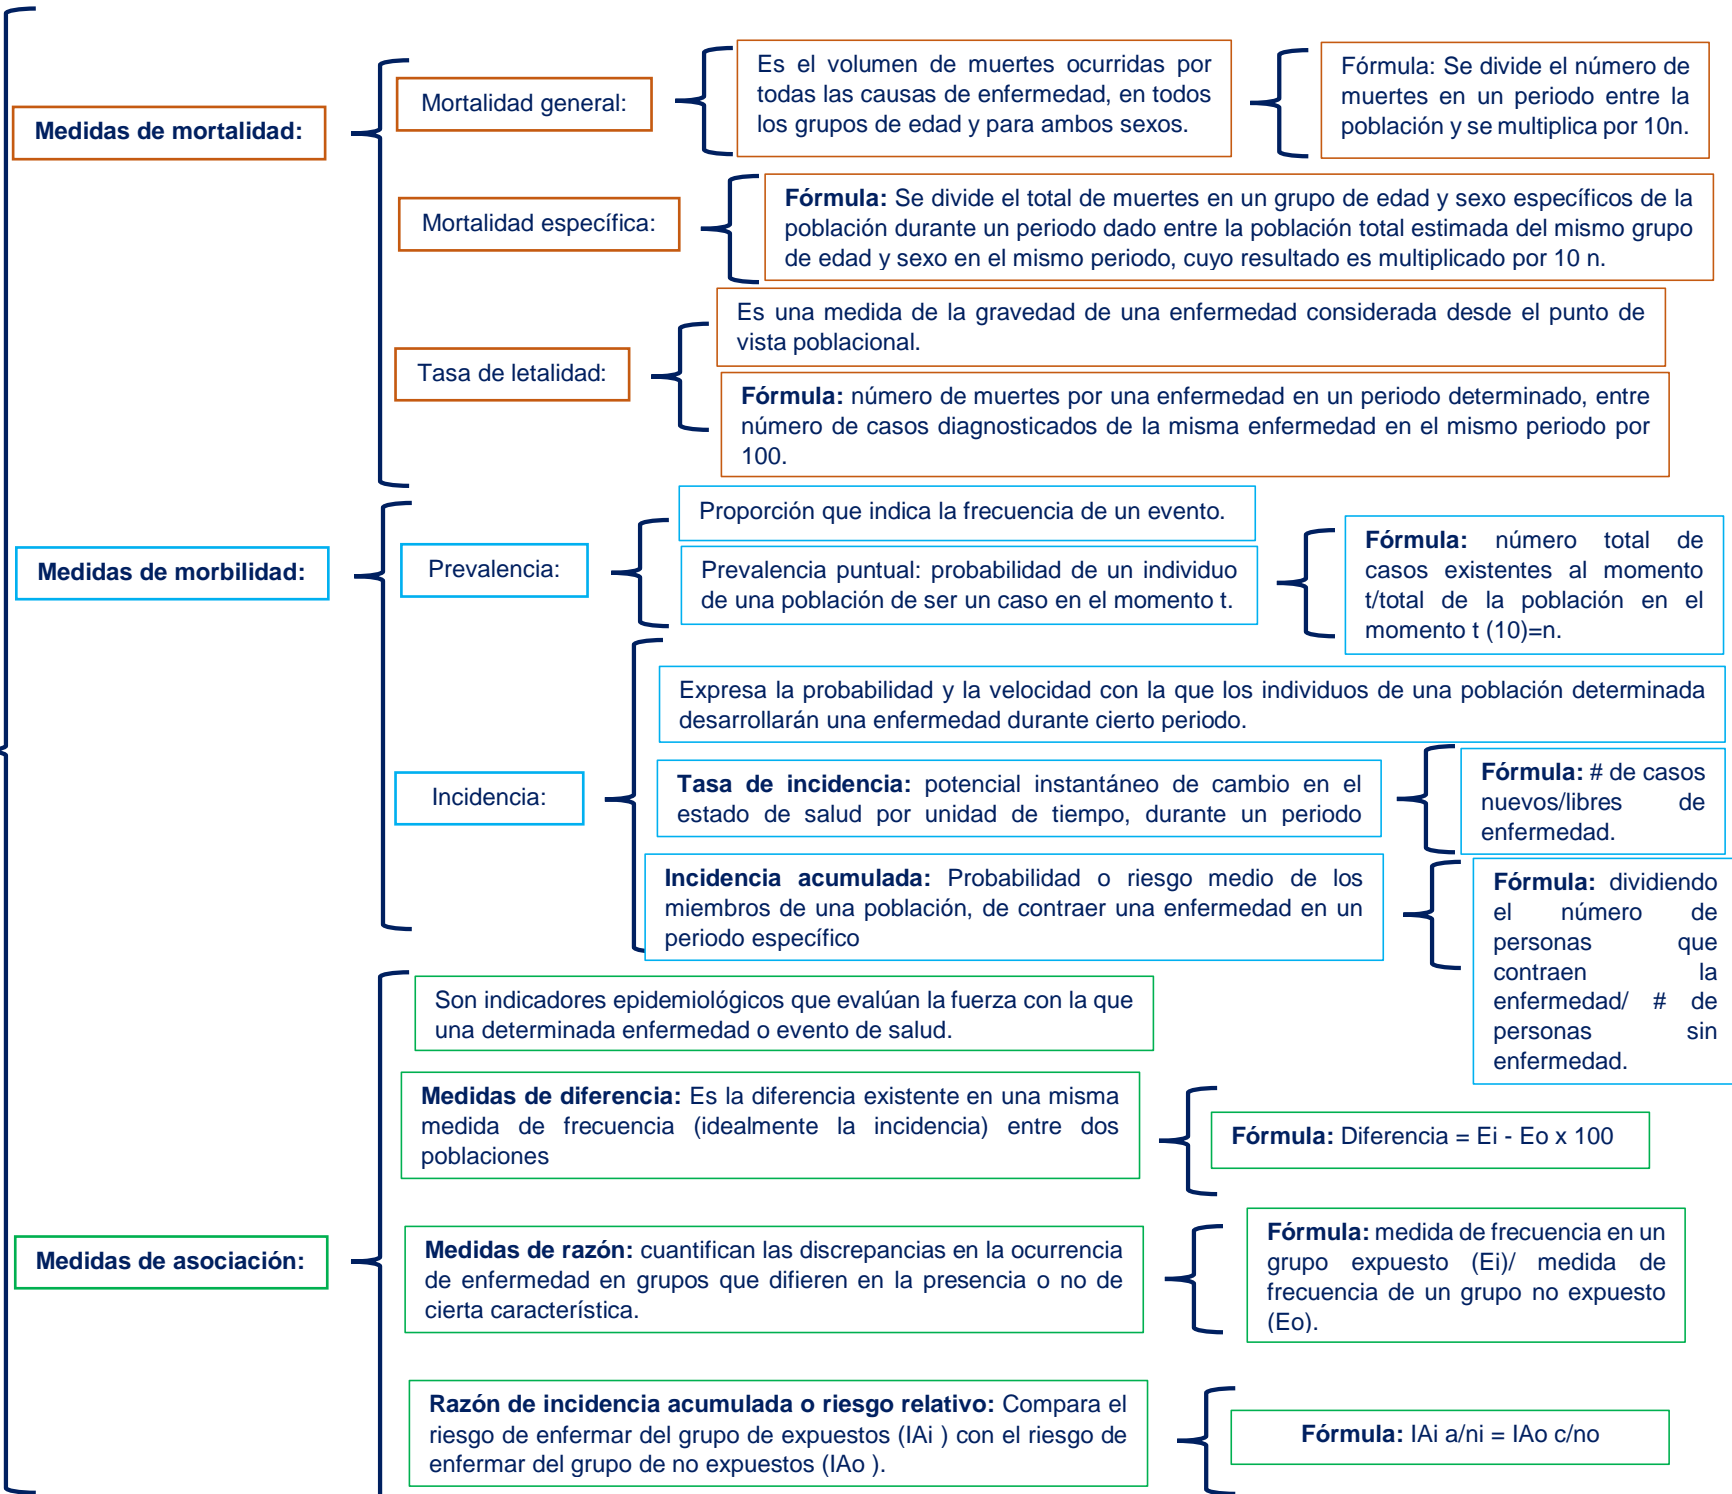 Medidas de mortalidad:
Mortalidad general:
Es el volumen de muertes ocurridas por
todas las causas de enfermedad, en todos
los grupos de edad y para ambos sexos.
Fórmula: Se divide el número de
muertes en un periodo entre la
población y se multiplica por 10n.
Mortalidad específica:
Fórmula: Se divide el total de muertes en un grupo de edad y sexo específicos de la
población durante un periodo dado entre la población total estimada del mismo grupo
de edad y sexo en el mismo periodo, cuyo resultado es multiplicado por 10 n.
Tasa de letalidad:
Es una medida de la gravedad de una enfermedad considerada desde el punto de
vista poblacional.
Fórmula: número de muertes por una enfermedad en un periodo determinado, entre
número de casos diagnosticados de la misma enfermedad en el mismo periodo por
100.
Medidas de morbilidad:
Prevalencia:
Proporción que indica la frecuencia de un evento.
Prevalencia puntual: probabilidad de un individuo
de una población de ser un caso en el momento t.
Fórmula: número total de
casos existentes al momento
t/total de la población en el
momento t (10)=n.
Incidencia:
Expresa la probabilidad y la velocidad con la que los individuos de una población determinada
desarrollarán una enfermedad durante cierto periodo.
Tasa de incidencia: potencial instantáneo de cambio en el
estado de salud por unidad de tiempo, durante un periodo
Fórmula: # de casos
nuevos/libres de
enfermedad.
Incidencia acumulada: Probabilidad o riesgo medio de los
miembros de una población, de contraer una enfermedad en un
periodo específico
Fórmula: dividiendo
el número de
personas que
contraen la
enfermedad/ # de
personas sin
enfermedad.
Medidas de asociación:
Son indicadores epidemiológicos que evalúan la fuerza con la que
una determinada enfermedad o evento de salud.
Medidas de diferencia: Es la diferencia existente en una misma
medida de frecuencia (idealmente la incidencia) entre dos
poblaciones
Fórmula: Diferencia = Ei - Eo x 100
Medidas de razón: cuantifican las discrepancias en la ocurrencia
de enfermedad en grupos que difieren en la presencia o no de
cierta característica.
Fórmula: medida de frecuencia en un
grupo expuesto (Ei)/ medida de
frecuencia de un grupo no expuesto
(Eo).
Razón de incidencia acumulada o riesgo relativo: Compara el
riesgo de enfermar del grupo de expuestos (IAi ) con el riesgo de
enfermar del grupo de no expuestos (IAo ).
Fórmula: IAi a/ni = IAo c/no